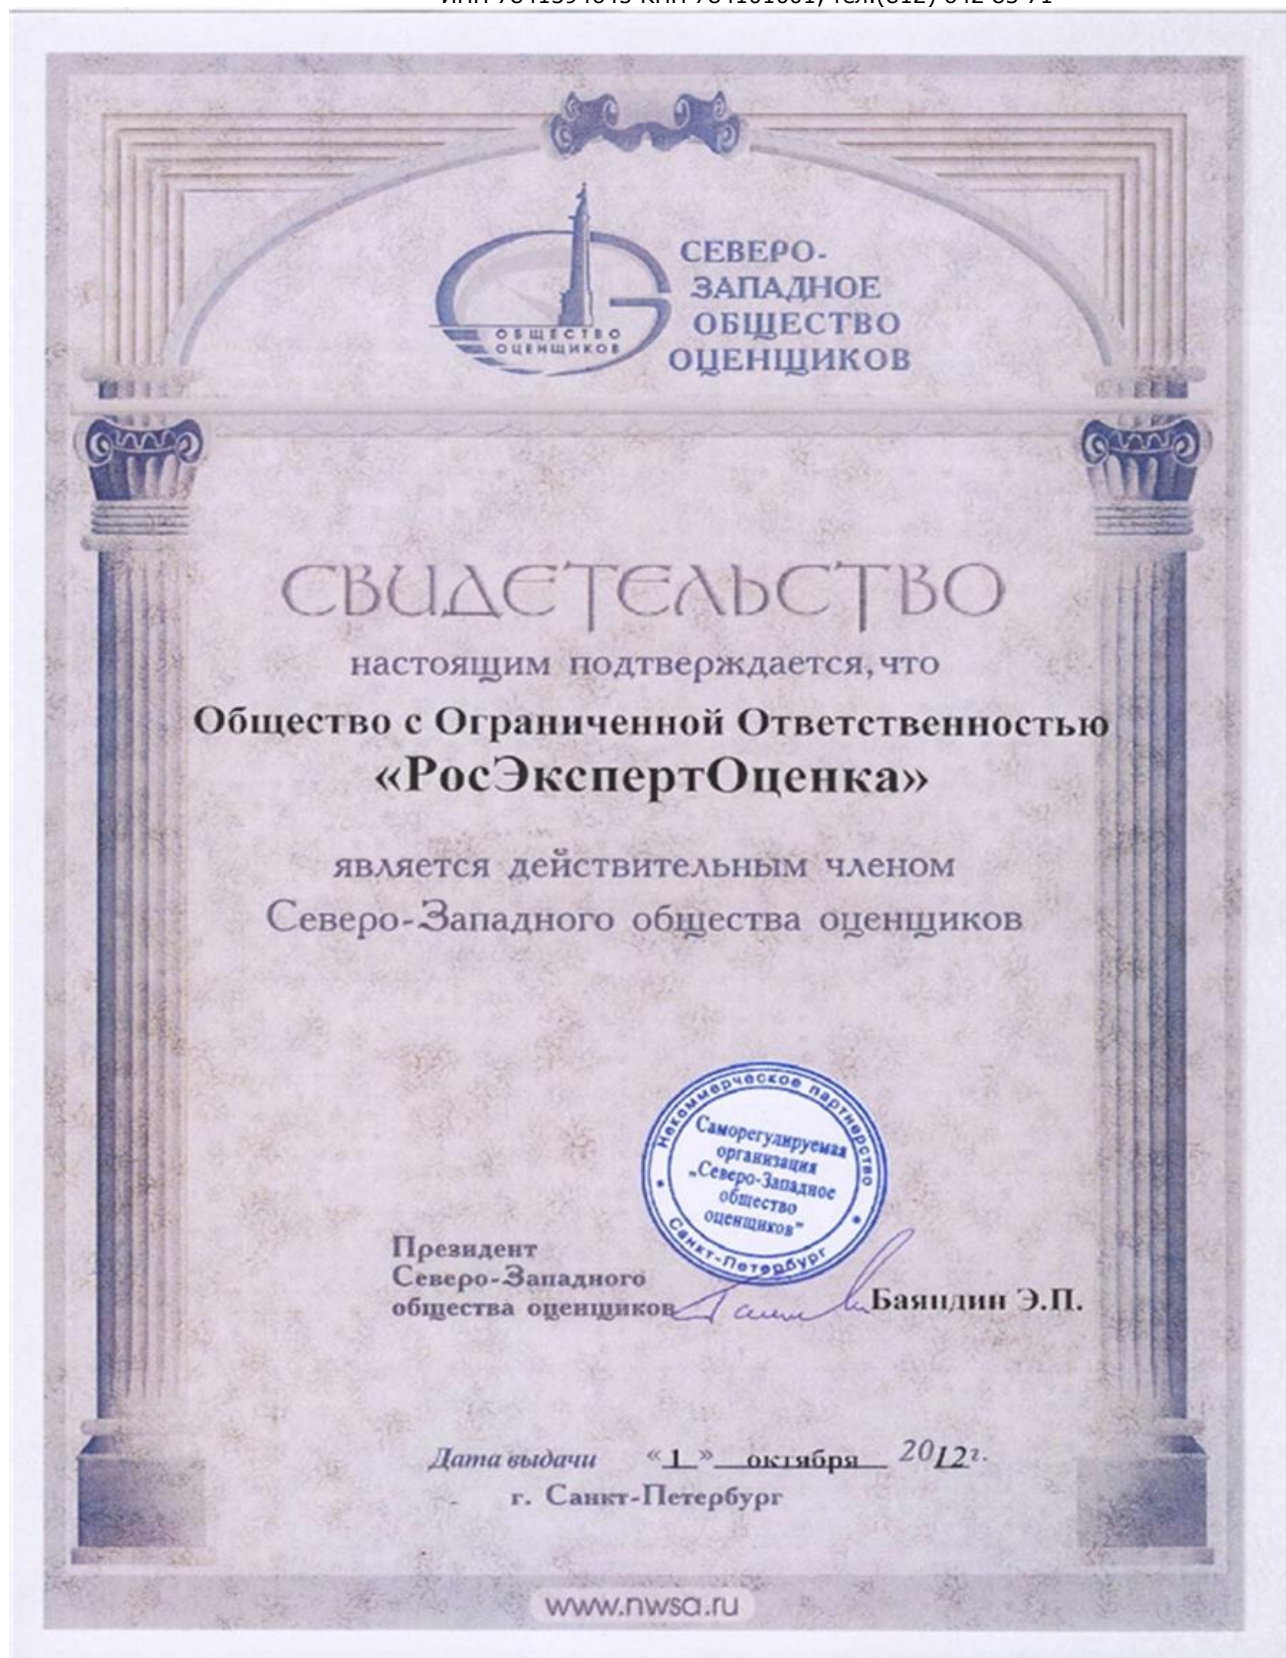 СЕВЕРО-
ЗАПАДНОЕ
ОБЩЕСТВО
ОЦЕНЩИКОВ
ОБЩЕСТВО
ОЦЕНЩИКОВ
СВИДЕТЕЛЬСТВО
настоящим подтверждается, что
Общество с Ограниченной Ответственностью
«РосЭкспертОценка»
является действительным членом
Северо-Западного общества оценщиков
Некоммерческое партнерство
Саморегулируемая
организация
„Северо-Западное
общество
оценщиков"
Санкт-Петербург
Президент
Северо-Западного
общества оценщиков
Баяндин Э.П.
Дата выдачи « 1 » октября 2012г.
г. Санкт-Петербург
www.nwsa.ru